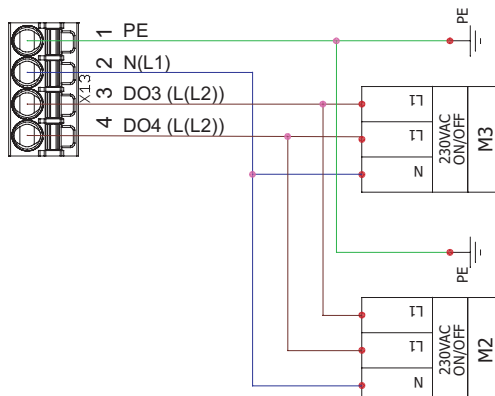 1 PE
2 N(L1)
3 DO3 (L(L2))
4 DO4 (L(L2))
X13
PE
L1
L1
N
230VAC
ON/OFF
M3
PE
L1
L1
N
230VAC
ON/OFF
M2